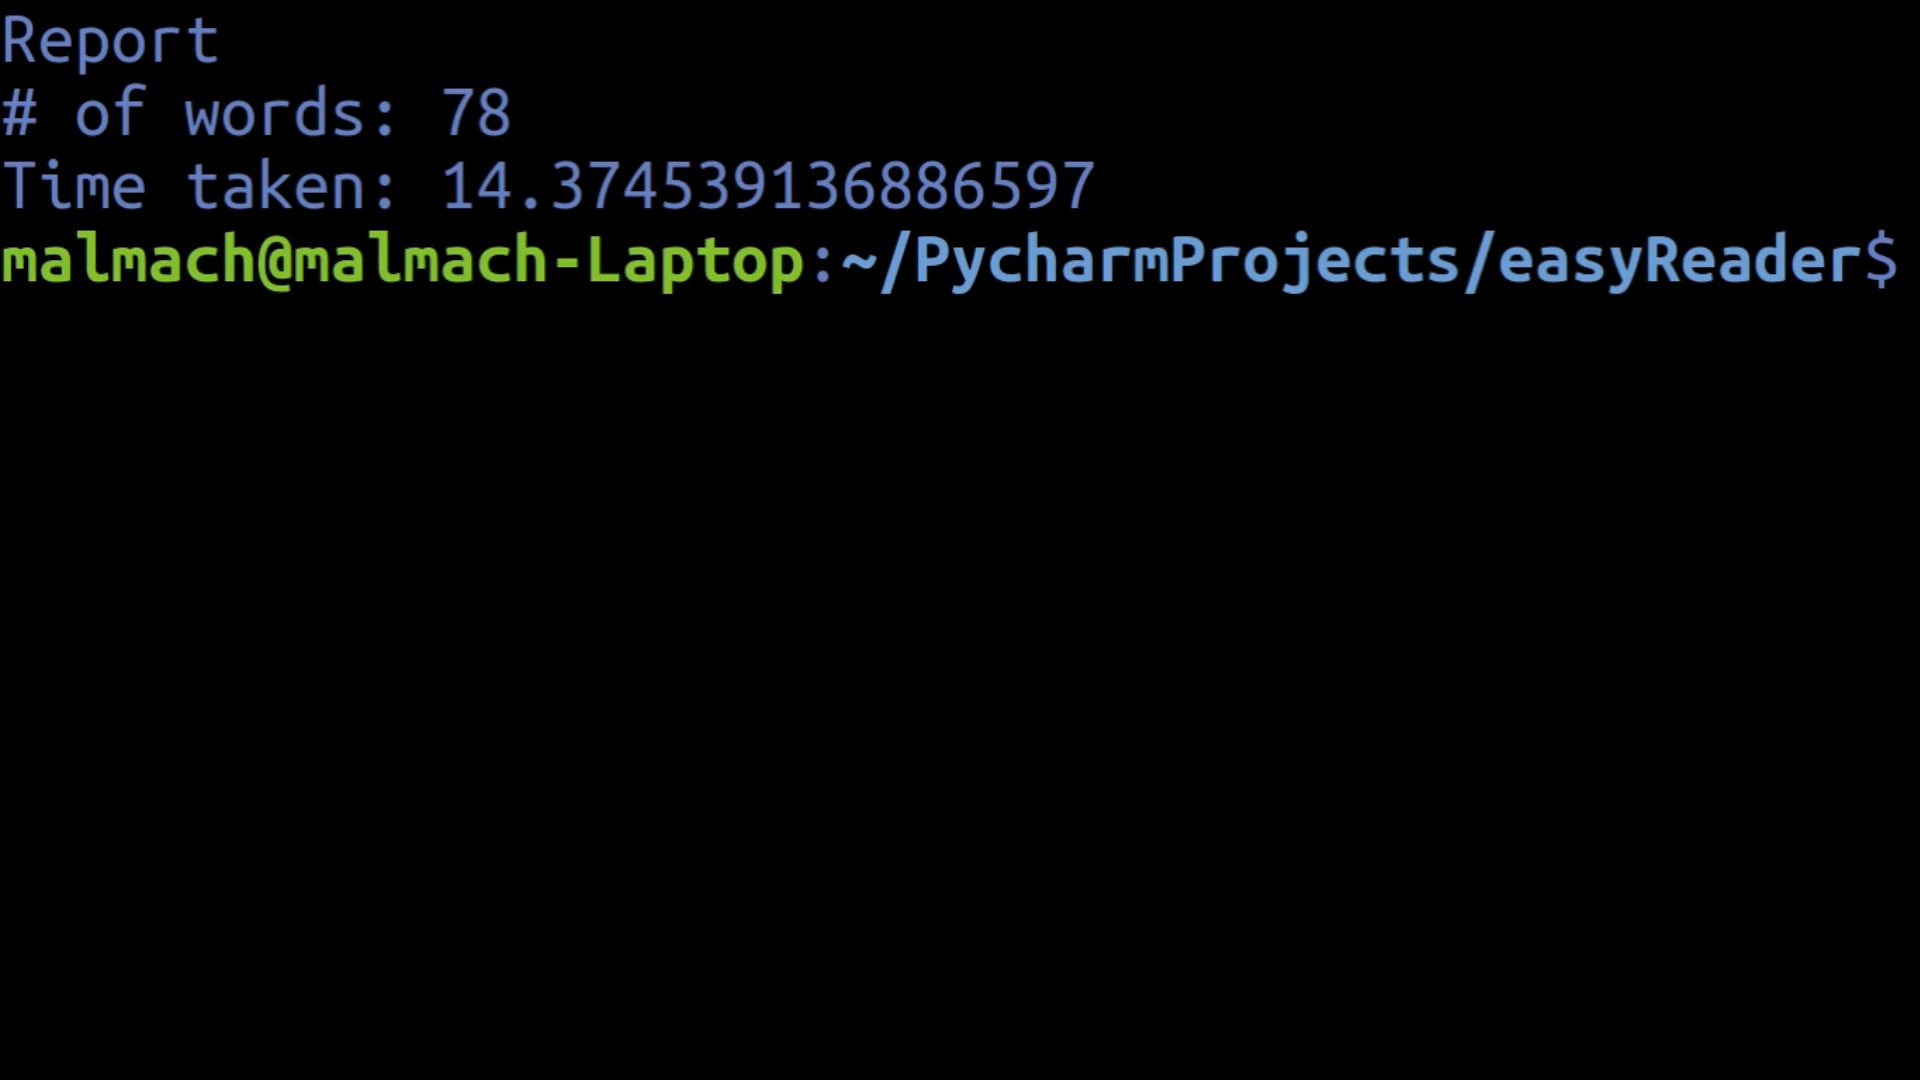 Report
# of words: 78
Time taken: 14.374539136886597
malmach@malmach-Laptop:~/PycharmProjects/easyReader$